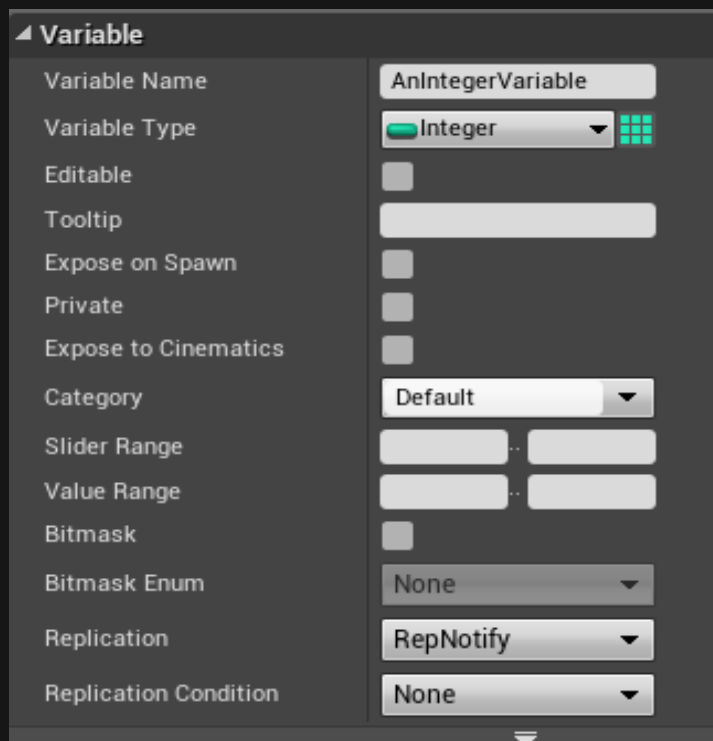 Variable
Variable Name AnIntegerVariable
Variable Type Integer
Editable
Tooltip
Expose on Spawn
Private
Expose to Cinematics
Category Default
Slider Range ..
Value Range ..
Bitmask
Bitmask Enum None
Replication RepNotify
Replication Condition None